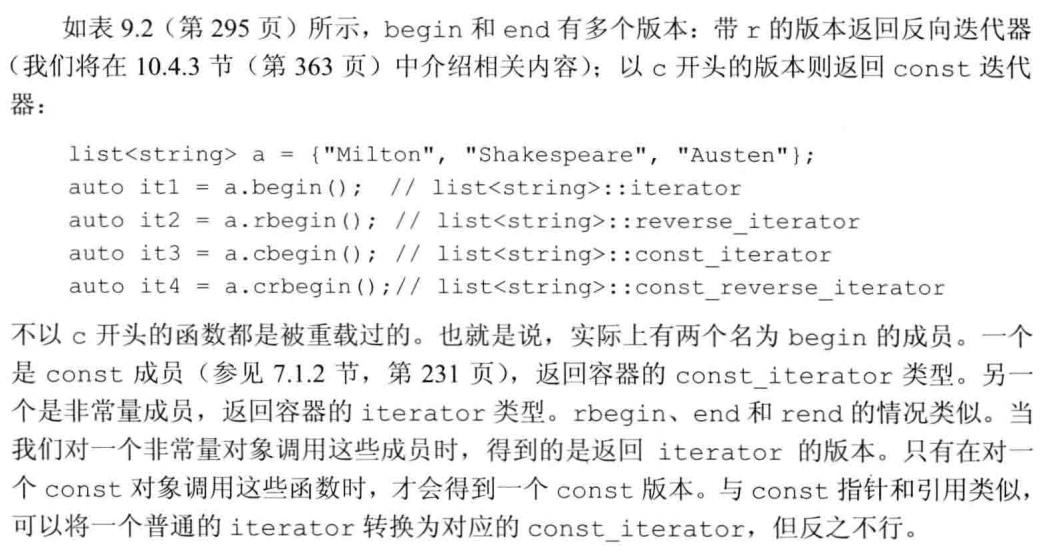 如表 9.2（第 295 页）所示，begin 和 end 有多个版本：带 r 的版本返回反向迭代器
（我们将在 10.4.3 节（第 363 页）中介绍相关内容）；以 c 开头的版本则返回 const 迭代
器：
list<string> a = {"Milton", "Shakespeare", "Austen"};
auto it1 = a.begin();  // list<string>::iterator
auto it2 = a.rbegin(); // list<string>::reverse_iterator
auto it3 = a.cbegin(); // list<string>::const_iterator
auto it4 = a.crbegin();// list<string>::const_reverse_iterator
不以 c 开头的函数都是被重载过的。也就是说，实际上有两个名为 begin 的成员。一个
是 const 成员（参见 7.1.2 节，第 231 页），返回容器的 const_iterator 类型。另一
个是非常量成员，返回容器的 iterator 类型。rbegin、end 和 rend 的情况类似。当
我们对一个非常量对象调用这些成员时，得到的是返回 iterator 的版本。只有在对一
个 const 对象调用这些函数时，才会得到一个 const 版本。与 const 指针和引用类似，
可以将一个普通的 iterator 转换为对应的 const_iterator，但反之不行。